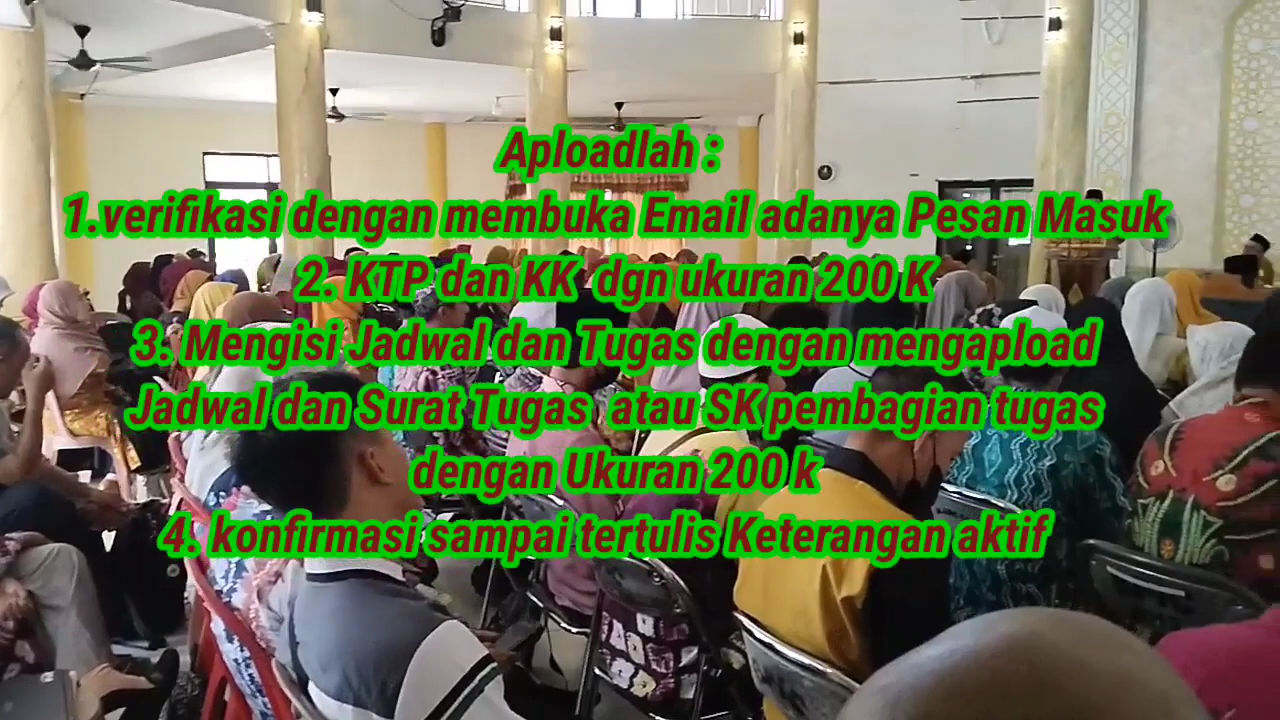 Aploadlah :
1.verifikasi dengan membuka Email adanya Pesan Masuk
2. KTP dan KK dgn ukuran 200 K
3. Mengisi Jadwal dan Tugas dengan mengapload
Jadwal dan Surat Tugas atau SK pembagian tugas
dengan Ukuran 200 k
4. konfirmasi sampai tertulis Keterangan aktif